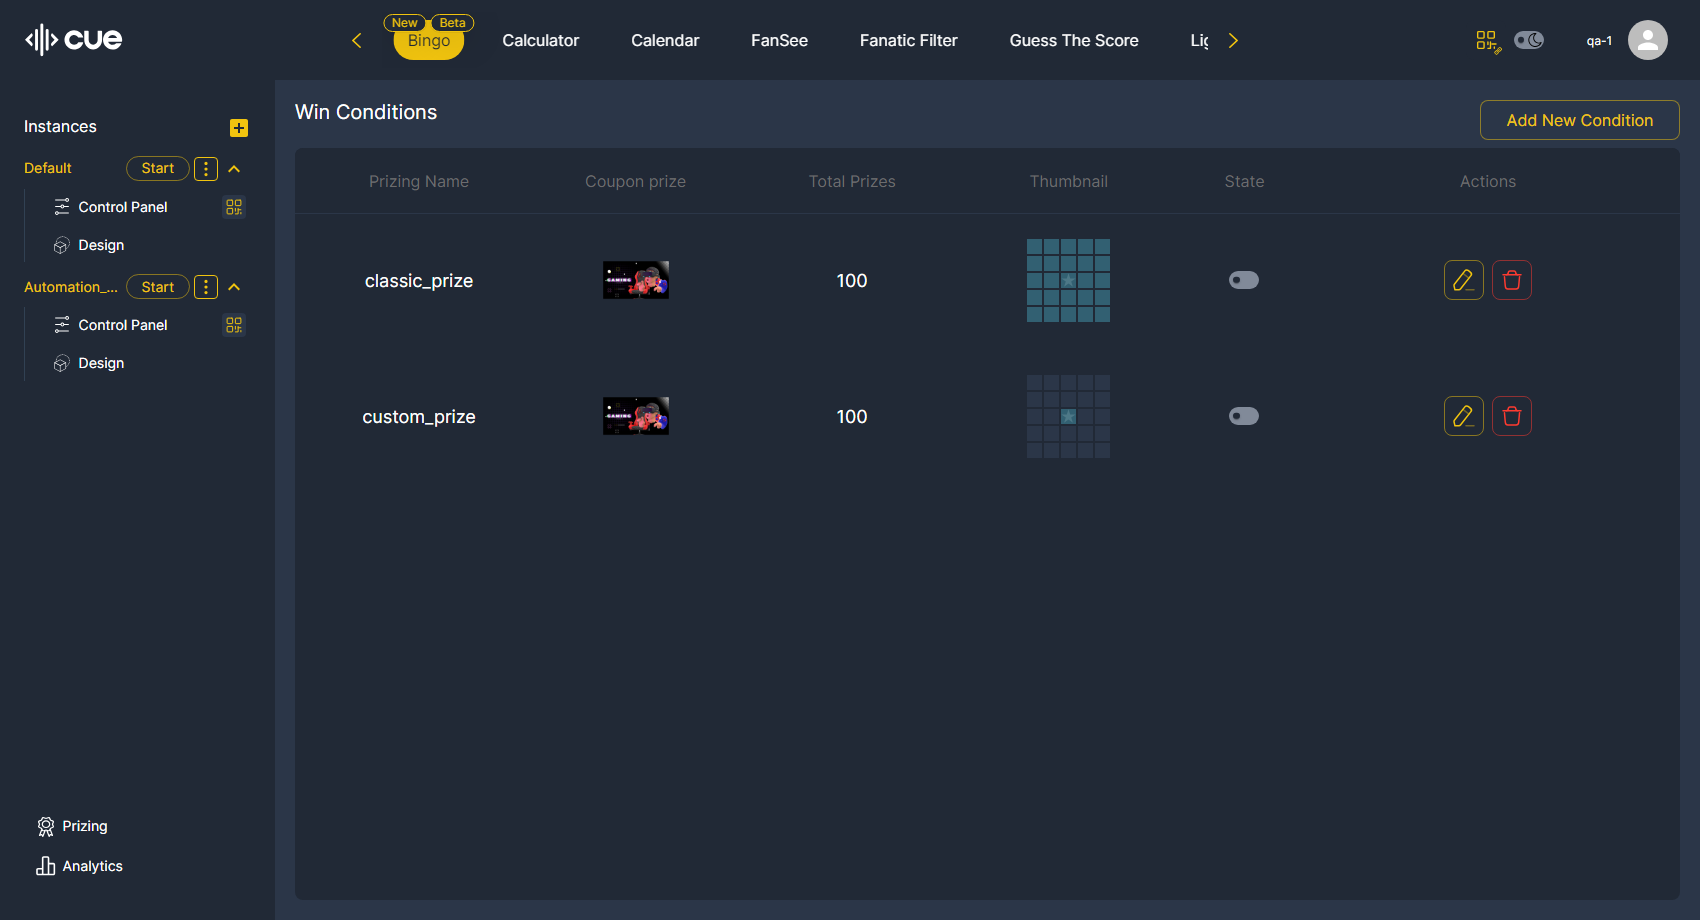 cue
New Beta
Bingo
Calculator
Calendar
FanSee
Fanatic Filter
Guess The Score
qa-1
Instances
Default
Start
Control Panel
Design
Automation_...
Start
Control Panel
Design
Prizing
Analytics
Win Conditions
Add New Condition
Prizing Name Coupon prize Total Prizes Thumbnail State Actions
classic_prize GAMING 100
custom_prize GAMING 100